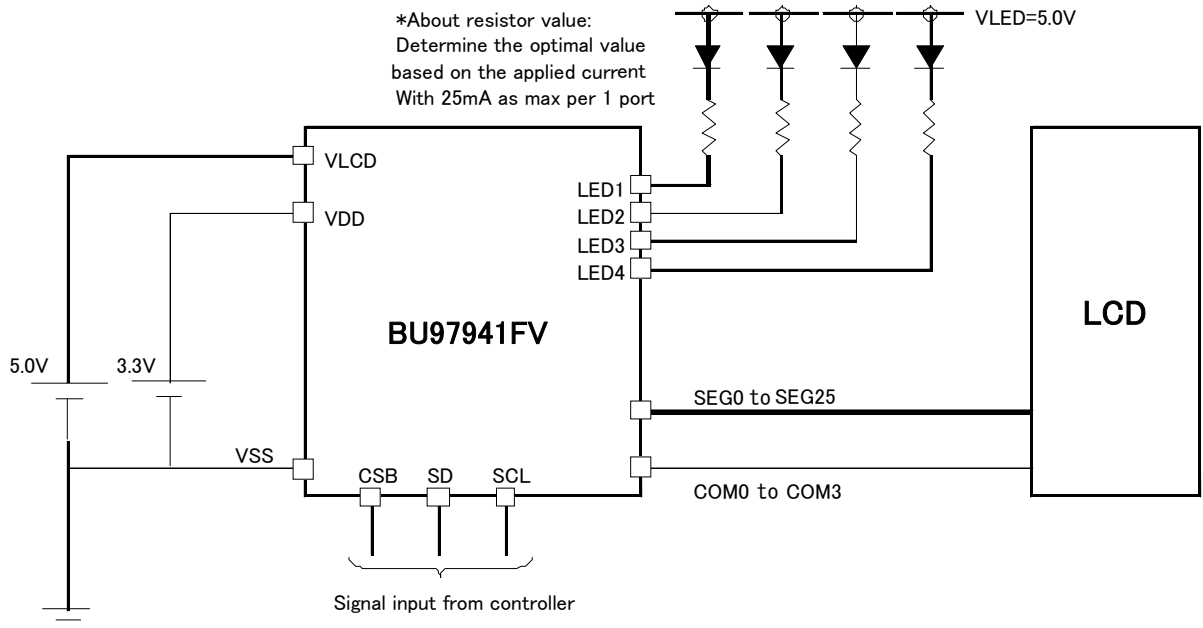 *About resistor value:
Determine the optimal value
based on the applied current
With 25mA as max per 1 port
VLED=5.0V
VLCD
VDD
LED1
LED2
LED3
LED4
BU97941FV
LCD
5.0V
3.3V
SEG0 to SEG25
VSS
CSB SD SCL
COM0 to COM3
Signal input from controller